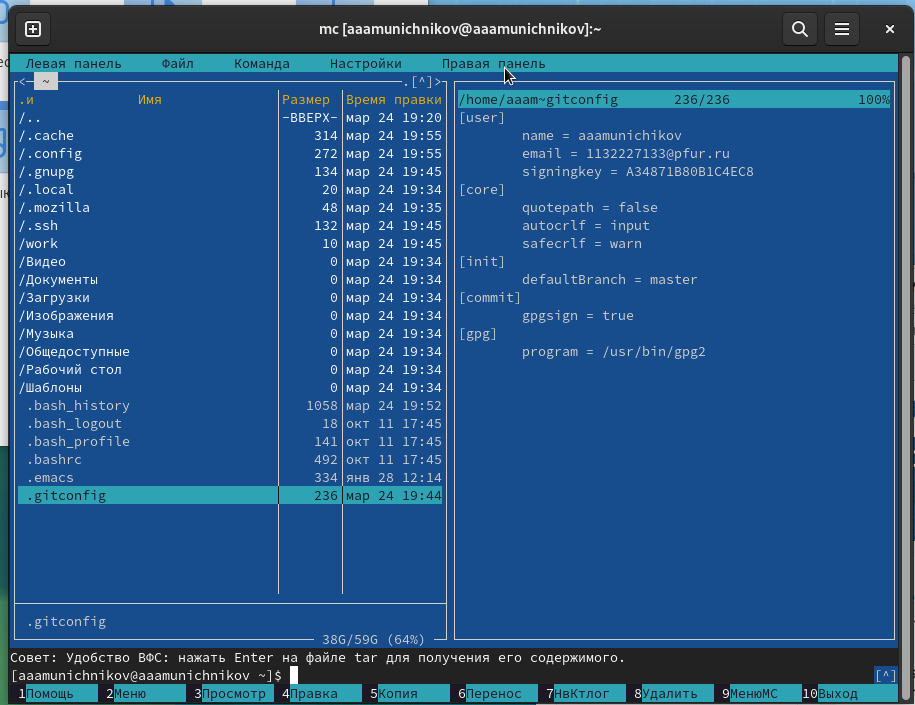 mc [aaamunichnikov@aaamunichnikov]:~
Левая панель Файл Команда Настройки Правая панель
<─ ~ .[^]>
.и Имя Размер Время правки
/.. -ВВЕРХ- мар 24 19:20
/.cache 314 мар 24 19:55
/.config 272 мар 24 19:55
/.gnupg 134 мар 24 19:45
/.local 20 мар 24 19:34
/.mozilla 48 мар 24 19:35
/.ssh 132 мар 24 19:45
/work 10 мар 24 19:45
/Видео 0 мар 24 19:34
/Документы 0 мар 24 19:34
/Загрузки 0 мар 24 19:34
/Изображения 0 мар 24 19:34
/Музыка 0 мар 24 19:34
/Общедоступные 0 мар 24 19:34
/Рабочий стол 0 мар 24 19:34
/Шаблоны 0 мар 24 19:34
.bash_history 1058 мар 24 19:52
.bash_logout 18 окт 11 17:45
.bash_profile 141 окт 11 17:45
.bashrc 492 окт 11 17:45
.emacs 334 янв 28 12:14
.gitconfig 236 мар 24 19:44
.gitconfig
38G/59G (64%)
/home/aaam~gitconfig 236/236 100%
[user]
name = aaamunichikov
email = 1132227133@pfur.ru
signingkey = A34871B80B1C4EC8
[core]
quotepath = false
autocrlf = input
safecrlf = warn
[init]
defaultBranch = master
[commit]
gpgsign = true
[gpg]
program = /usr/bin/gpg2
Совет: Удобство ВФС: нажать Enter на файле tar для получения его содержимого.
[aaamunichnikov@aaamunichnikov ~]$ [^]
1Помощь 2Меню 3Просмотр 4Правка 5Копия 6Перенос 7НвКтлог 8Удалить 9МенюМС 10Выход